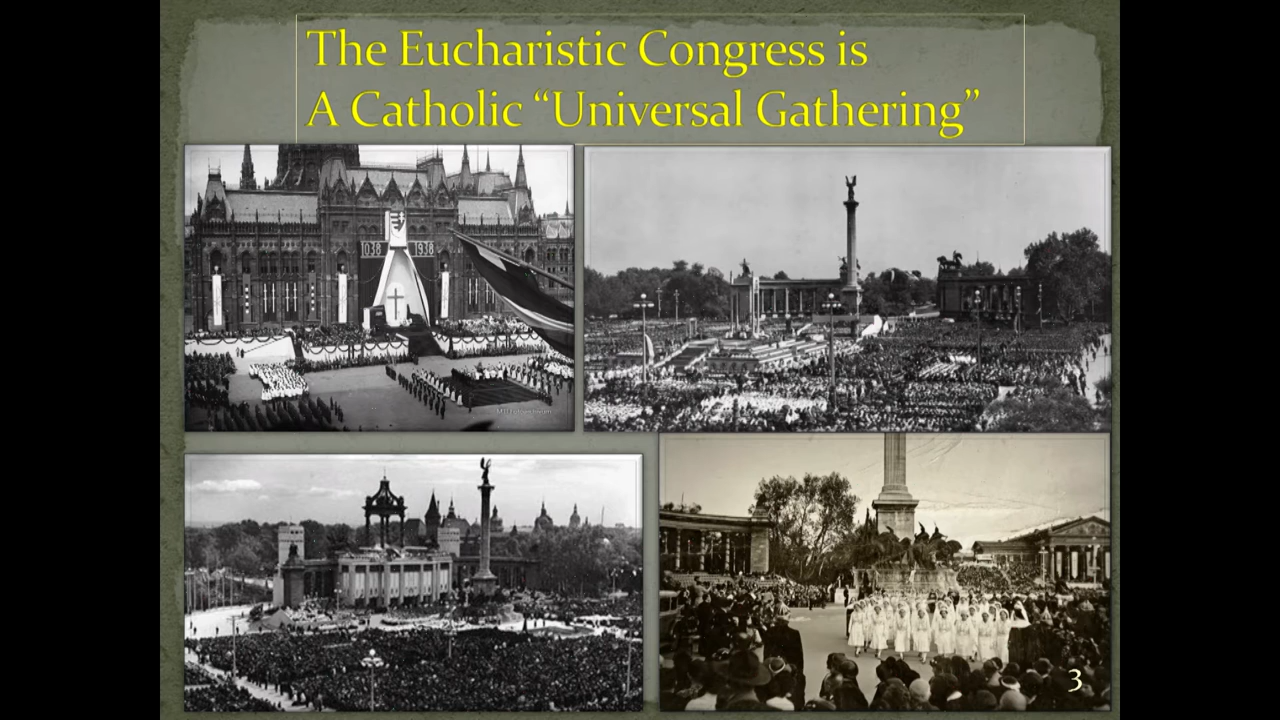 The Eucharistic Congress is
A Catholic “Universal Gathering”
1038 1938
3